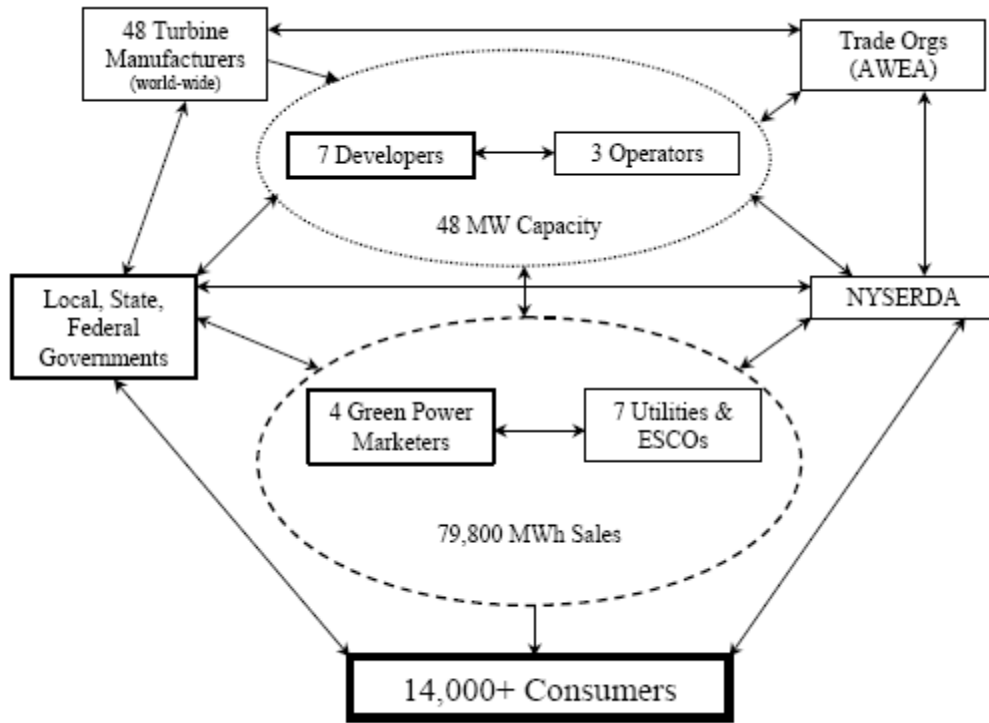 48 Turbine
Manufacturers
(world-wide)
Trade Orgs
(AWEA)
7 Developers
3 Operators
48 MW Capacity
Local, State,
Federal
Governments
NYSERDA
4 Green Power
Marketers
7 Utilities &
ESCOs
79,800 MWh Sales
14,000+ Consumers